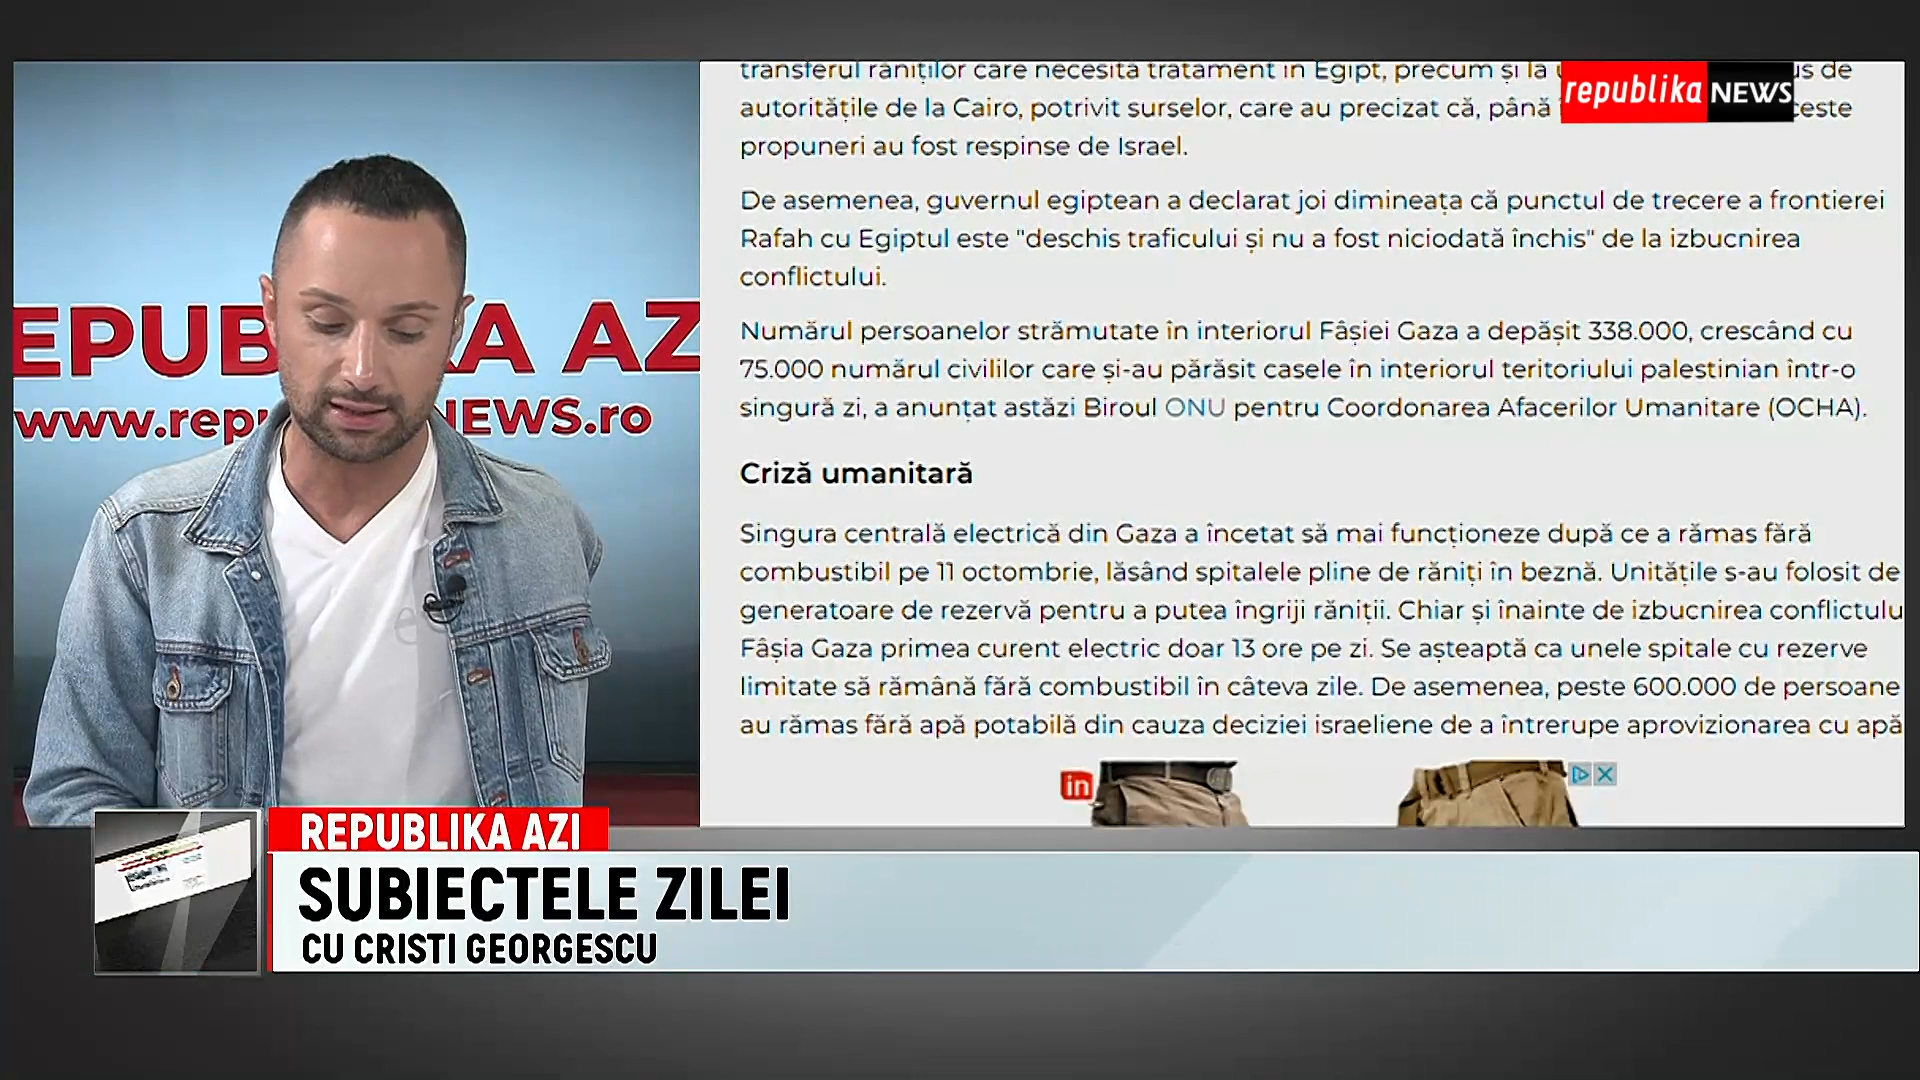 transferul răniților care necesită tratament în Egipt, precum și la
us de
republika NEWS
autoritățile de la Cairo, potrivit surselor, care au precizat că, până
propuneri au fost respinse de Israel.
De asemenea, guvernul egiptean a declarat joi dimineața că punctul de trecere a frontierei
Rafah cu Egiptul este "deschis traficului și nu a fost niciodată închis" de la izbucnirea
conflictului.
Numărul persoanelor strămutate în interiorul Fâșiei Gaza a depășit 338.000, crescând cu
75.000 numărul civililor care și-au părăsit casele în interiorul teritoriului palestinian într-o
singură zi, a anunțat astăzi Biroul ONU pentru Coordonarea Afacerilor Umanitare (OCHA).
Criză umanitară
Singura centrală electrică din Gaza a încetat să mai funcționeze după ce a rămas fără
combustibil pe 11 octombrie, lăsând spitalele pline de răniți în beznă. Unitățile s-au folosit de
generatoare de rezervă pentru a putea îngriji răniții. Chiar și înainte de izbucnirea conflictulu
Fâșia Gaza primea curent electric doar 13 ore pe zi. Se așteaptă ca unele spitale cu rezerve
limitate să rămână fără combustibil în câteva zile. De asemenea, peste 600.000 de persoane
au rămas fără apă potabilă din cauza deciziei israeliene de a întrerupe aprovizionarea cu apă
in
EPUB A AZ
www.repu NEWS.ro
REPUBLIKA AZI
SUBIECTELE ZILEI
CU CRISTI GEORGESCU